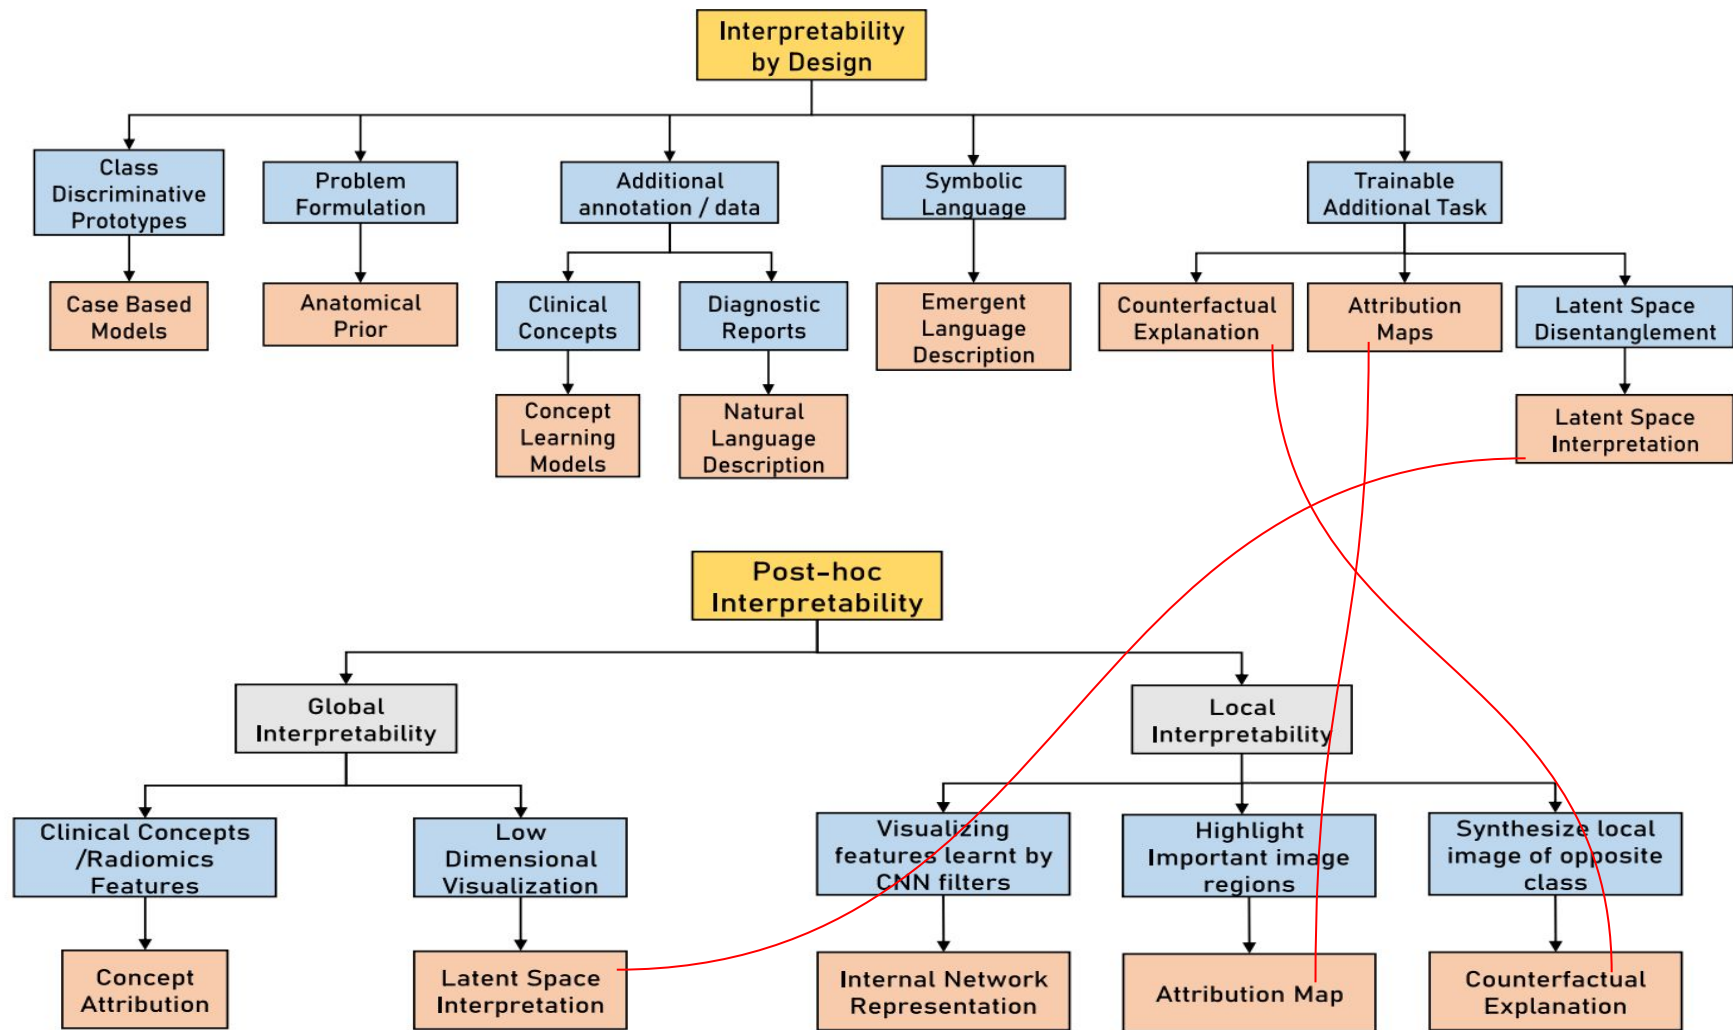 Interpretability
by Design
Class
Discriminative
Prototypes
Problem
Formulation
Additional
annotation / data
Symbolic
Language
Trainable
Additional Task
Case Based
Models
Anatomical
Prior
Clinical
Concepts
Diagnostic
Reports
Emergent
Language
Description
Counterfactual
Explanation
Attribution
Maps
Latent Space
Disentanglement
Concept
Learning
Models
Natural
Language
Description
Latent Space
Interpretation
Post-hoc
Interpretability
Global
Interpretability
Local
Interpretability
Clinical Concepts
/Radiomics
Features
Low
Dimensional
Visualization
Visualizing
features learnt by
CNN filters
Highlight
Important image
regions
Synthesize local
image of opposite
class
Concept
Attribution
Latent Space
Interpretation
Internal Network
Representation
Attribution Map
Counterfactual
Explanation